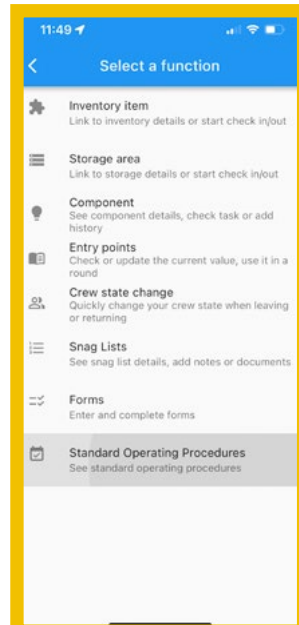 11:49
Select a function
Inventory item
Link to inventory details or start check in/out
Storage area
Link to storage details or start check in/out
Component
See component details, check task or add
history
Entry points
Check or update the current value, use it in a
round
Crew state change
Quickly change your crew state when leaving
or returning
Snag Lists
See snag list details, add notes or documents
Forms
Enter and complete forms
Standard Operating Procedures
See standard operating procedures